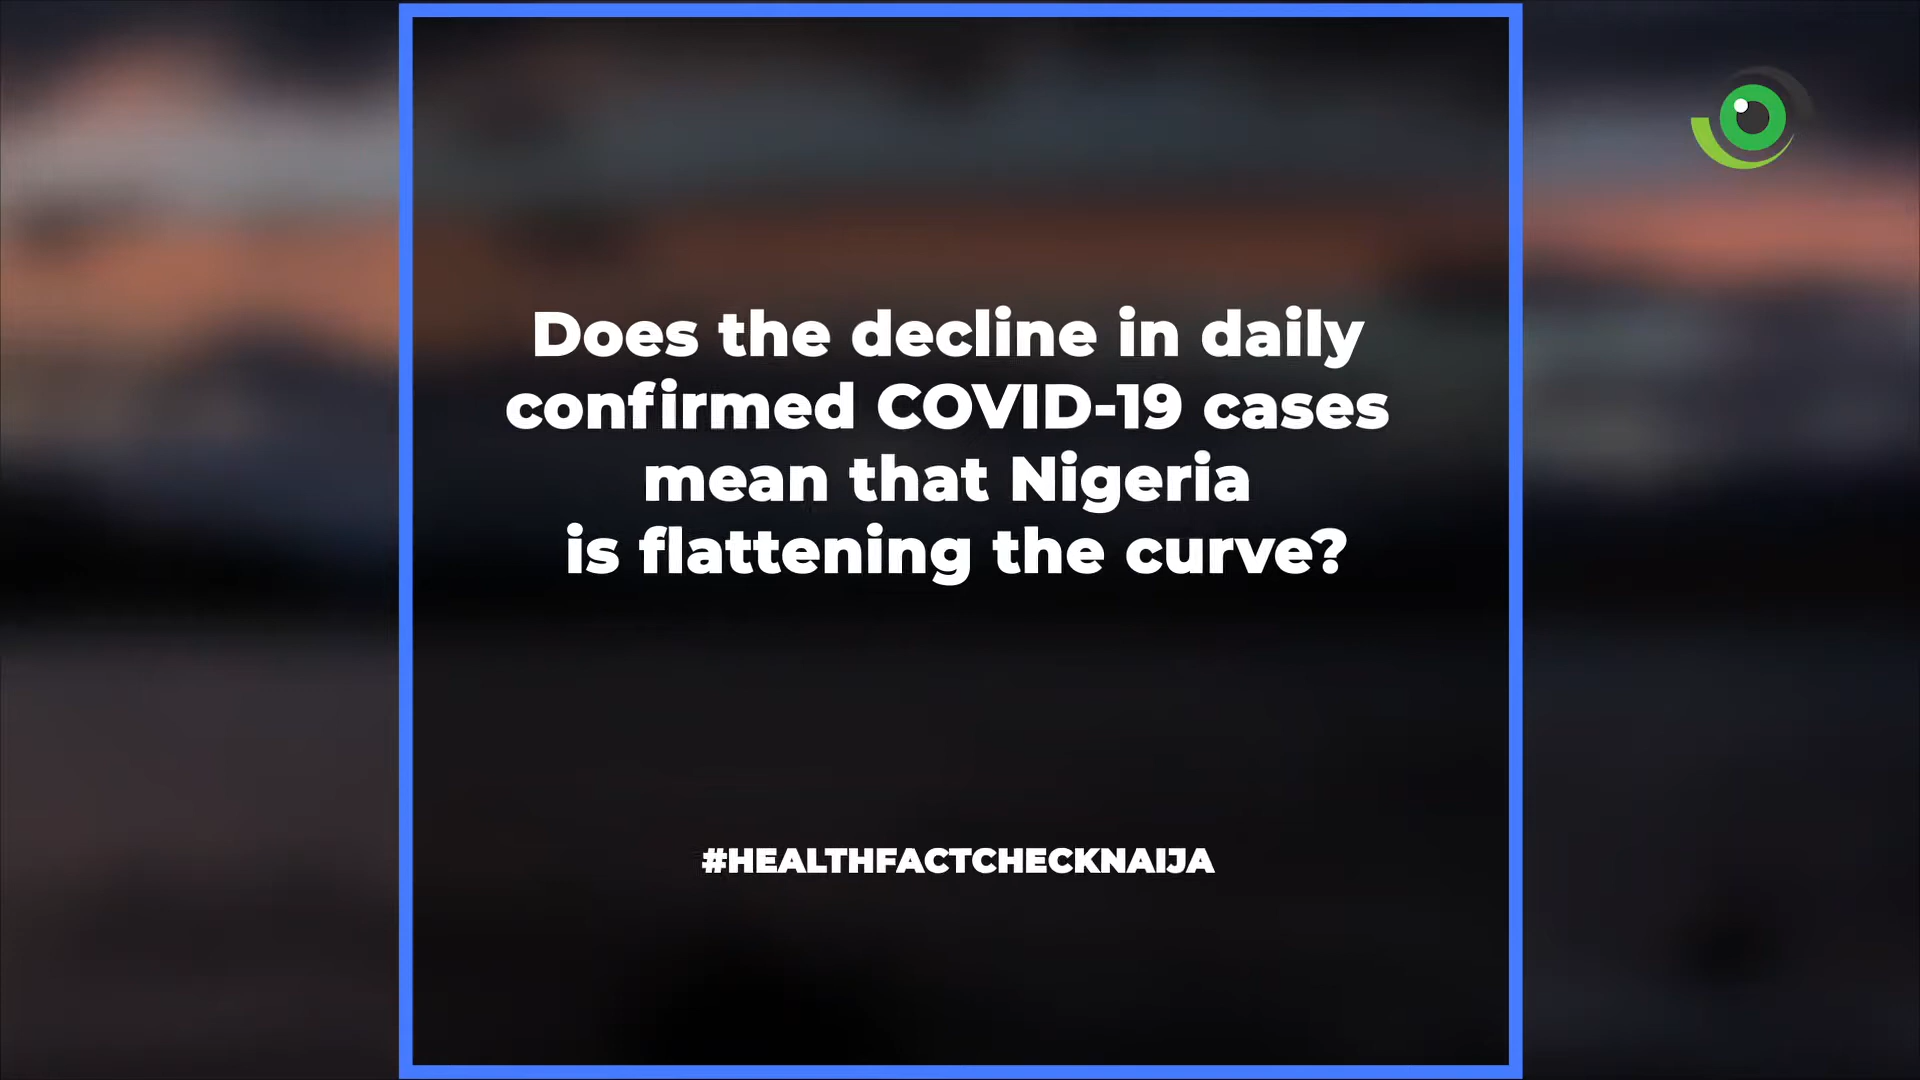 Does the decline in daily
confirmed COVID-19 cases
mean that Nigeria
is flattening the curve?
#HEALTHFACTCHECKNAIJA